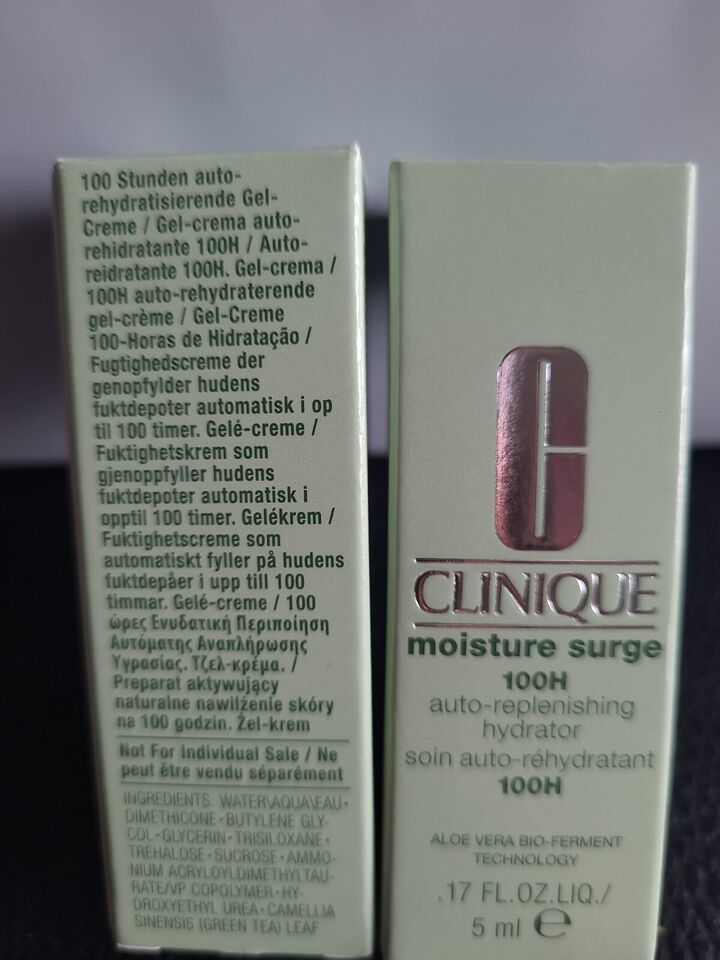 100 Stunden auto-
rehydratisierende Gel-
Creme / Gel-crema auto-
rehidratante 100H / Auto-
reidratante 100H. Gel-crema /
100H auto-rehydraterende
gel-crème / Gel-Creme
100-Horas de Hidratação /
Fugtighedscreme der
genopfylder hudens
fuktdepoter automatisk i op
til 100 timer. Gelé-creme /
Fuktighetskrem som
gjenoppfyller hudens
fuktdepoter automatisk i
opptil 100 timer. Gelékrem /
Fuktighetscreme som
automatiskt fyller på hudens
fuktdepåer i upp till 100
timmar. Gelé-creme / 100
ώρες Ενυδατική Περιποίηση
Αυτόματης Αναπλήρωσης
Υγρασίας. Τζελ-κρέμα. /
Preparat aktywujący
naturalne nawilżenie skóry
na 100 godzin. Żel-krem
Not For Individual Sale / Ne
peut être vendu séparément
INGREDIENTS: WATER\AQUA\EAU•
DIMETHICONE•BUTYLENE GLY-
COL•GLYCERIN•TRISILOXANE•
TREHALOSE•SUCROSE•AMMO-
NIUM ACRYLOYLDIMETHYLTAU-
RATE/VP COPOLYMER•HY-
DROXYETHYL UREA•CAMELLIA
SINENSIS (GREEN TEA) LEAF
CLINIQUE
moisture surge
100H
auto-replenishing
hydrator
soin auto-réhydratant
100H
ALOE VERA BIO-FERMENT
TECHNOLOGY
.17 FL.OZ.LIQ./
5 ml ℮